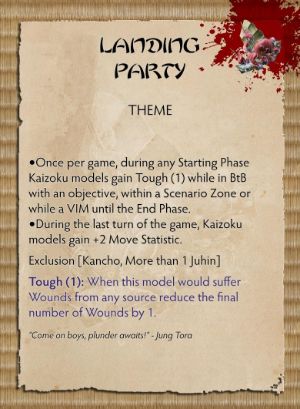 LANDING
PARTY
THEME
•Once per game, during any Starting Phase
Kaizoku models gain Tough (1) while in BtB
with an objective, within a Scenario Zone or
while a VIM until the End Phase.
•During the last turn of the game, Kaizoku
models gain +2 Move Statistic.
Exclusion [Kancho, More than 1 Juhin]
Tough (1): When this model would suffer
Wounds from any source reduce the final
number of Wounds by 1.
"Come on boys, plunder awaits!" - Jung Tora